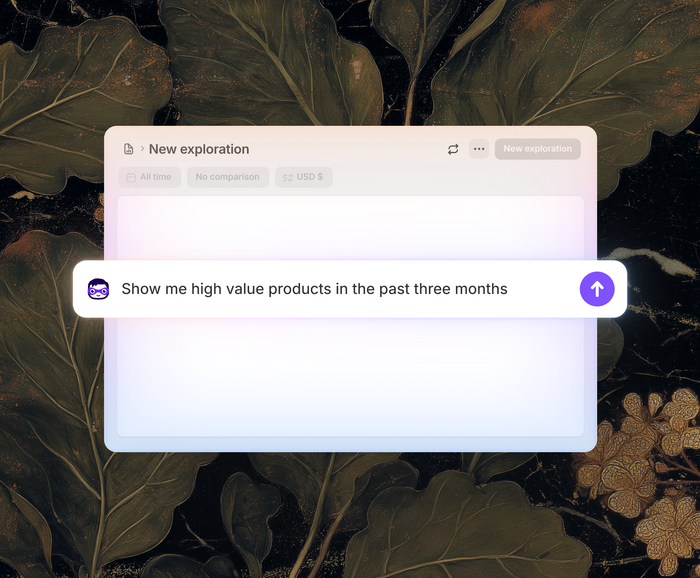 New exploration
New exploration
All time
No comparison
USD $
Show me high value products in the past three months